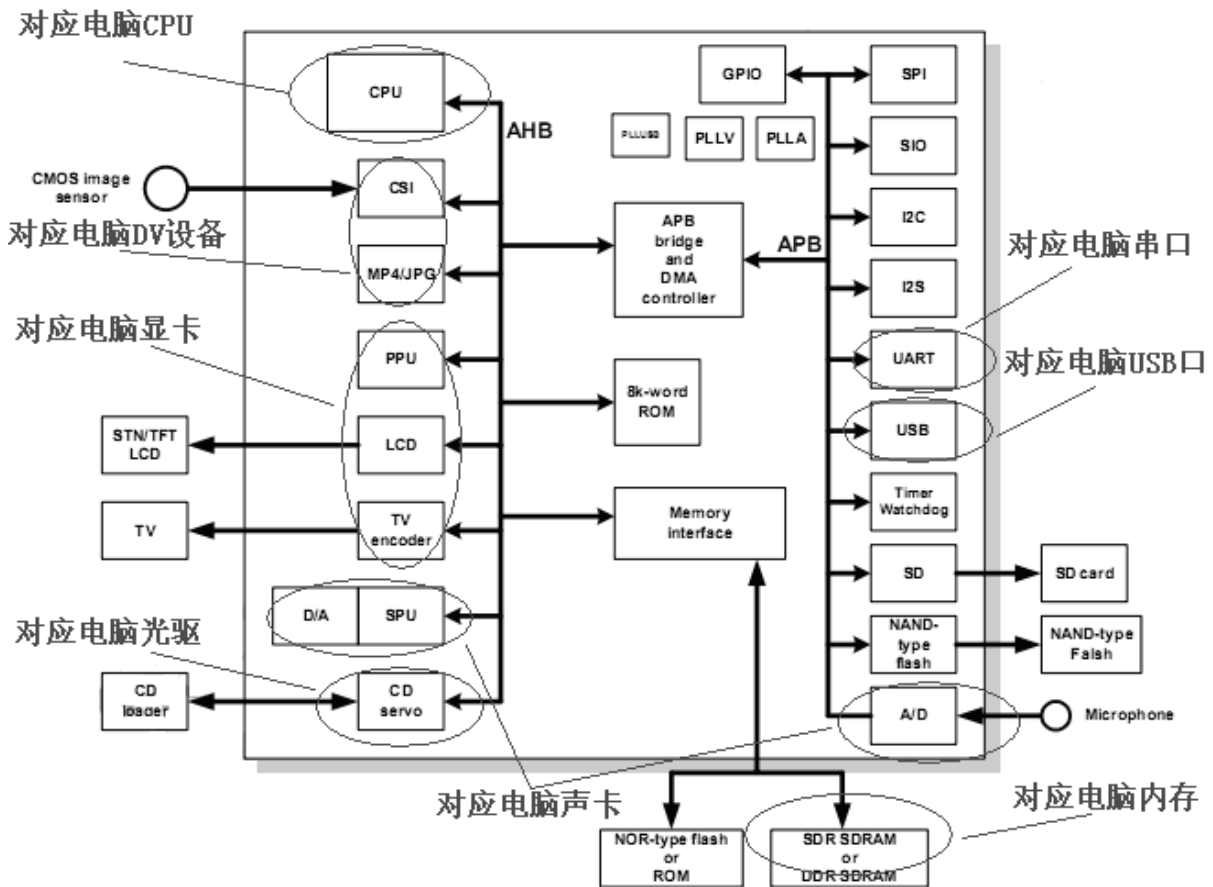 对应电脑CPU
CPU
AHB
GPIO
SPI
PLLUSB
PLLV
PLLA
SIO
CMOS image
sensor
CSI
I2C
对应电脑DV设备
MP4/JPG
APB
bridge
and
DMA
controller
APB
I2S
对应电脑串口
对应电脑显卡
PPU
UART
对应电脑USB口
8k-word
ROM
STN/TFT
LCD
LCD
USB
TV
TV
encoder
Memory
interface
Timer
Watchdog
SD
SD card
D/A
SPU
对应电脑光驱
NAND-
type
flash
NAND-type
Falsh
CD
loader
CD
servo
A/D
Microphone
对应电脑声卡
对应电脑内存
NOR-type flash
or
ROM
SDR SDRAM
or
DDR SDRAM